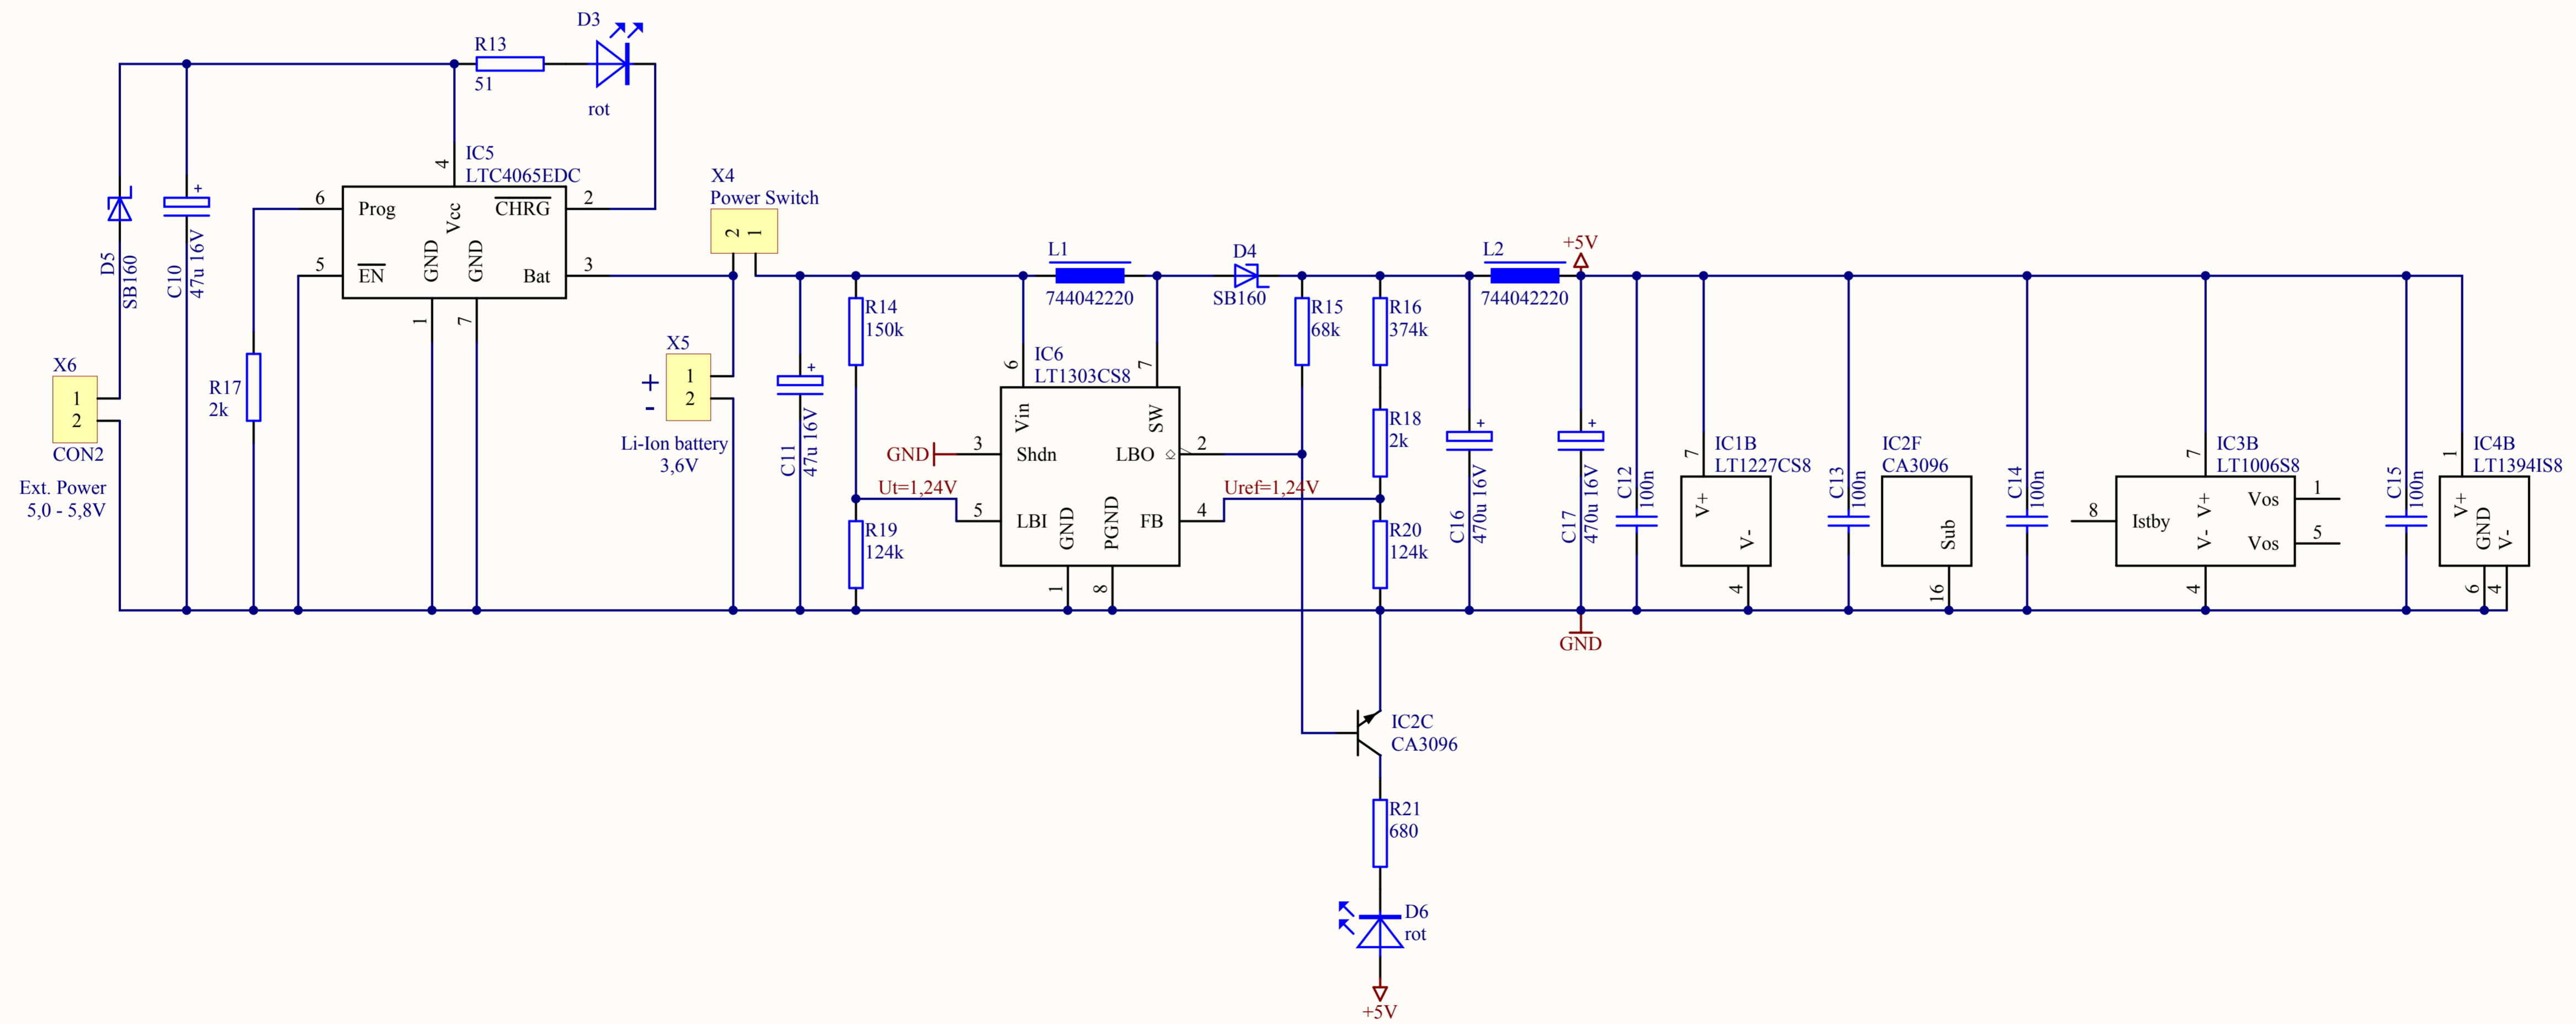 D3
R13
51
rot
IC5
LTC4065EDC
4
6
Prog
Vcc
CHRG
2
5
EN
GND
GND
Bat
3
1
7
D5
SB160
C10
47u 16V
+
R17
2k
X6
1
2
CON2
Ext. Power
5,0 - 5,8V
X4
Power Switch
2
1
X5
+
1
-
2
Li-Ion battery
3,6V
C11
47u 16V
+
R14
150k
R19
124k
Ut=1,24V
GND
L1
744042220
D4
SB160
IC6
LT1303CS8
6
7
Vin
SW
3
Shdn
LBO
2
5
LBI
GND
PGND
FB
4
1
8
Uref=1,24V
R15
68k
R16
374k
R18
2k
R20
124k
L2
744042220
+5V
C16
470u 16V
+
C17
470u 16V
+
GND
C12
100n
IC1B
LT1227CS8
7
V+
V-
4
C13
100n
IC2F
CA3096
Sub
16
C14
100n
IC3B
LT1006S8
7
8
Istby
V+
V-
Vos
1
Vos
5
4
C15
100n
IC4B
LT1394IS8
1
V+
GND
V-
6
4
IC2C
CA3096
R21
680
D6
rot
+5V